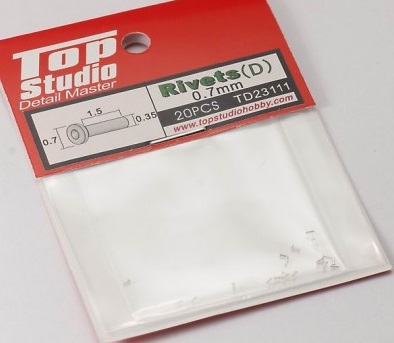 Top
Studio
Detail Master
Rivets(D)
0.7mm
1.5
0.35
0.7
20PCS TD23111
www.topstudiohobby.com